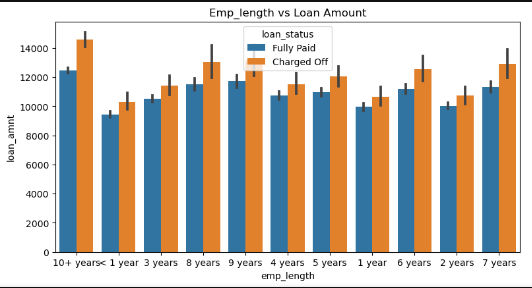 Emp_length vs Loan Amount
loan_status
Fully Paid
Charged Off
14000
12000
10000
8000
6000
4000
2000
0
loan_amnt
10+ years< 1 year 3 years 8 years 9 years 4 years 5 years 1 year 6 years 2 years 7 years
emp_length